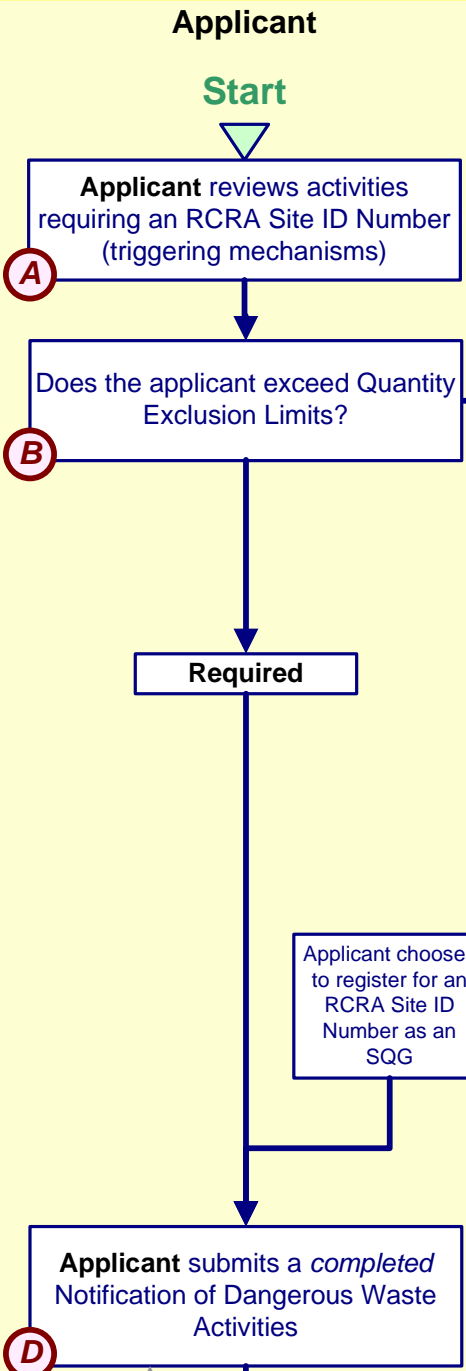 Applicant
Start
Applicant reviews activities
requiring an RCRA Site ID Number
(triggering mechanisms)
A
Does the applicant exceed Quantity
Exclusion Limits?
B
Required
Applicant choose
to register for an
RCRA Site ID
Number as an
SQG
Applicant submits a completed
Notification of Dangerous Waste
Activities
D